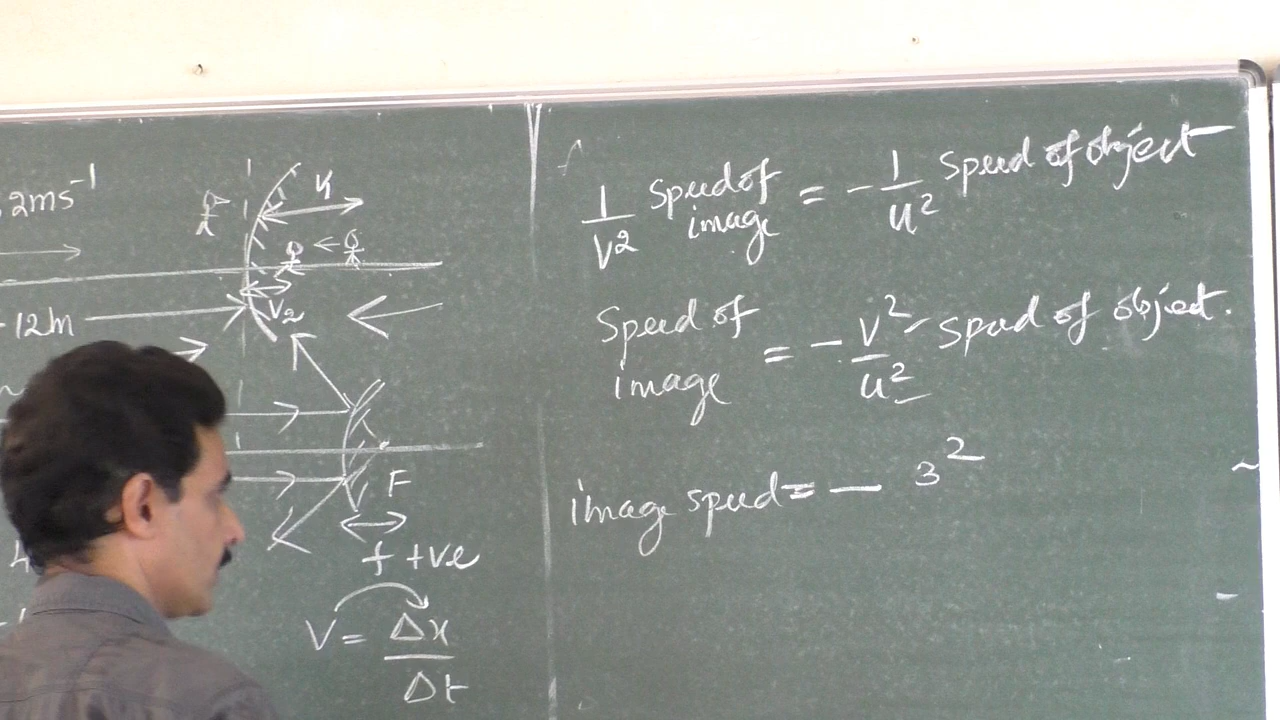 2ms⁻¹
12m
V₂
F
f +ve
V = Δx / Δt
1/V² Speed of image = - 1/u² Speed of object
Speed of image = - V²/u² Speed of object.
image speed = - 3²